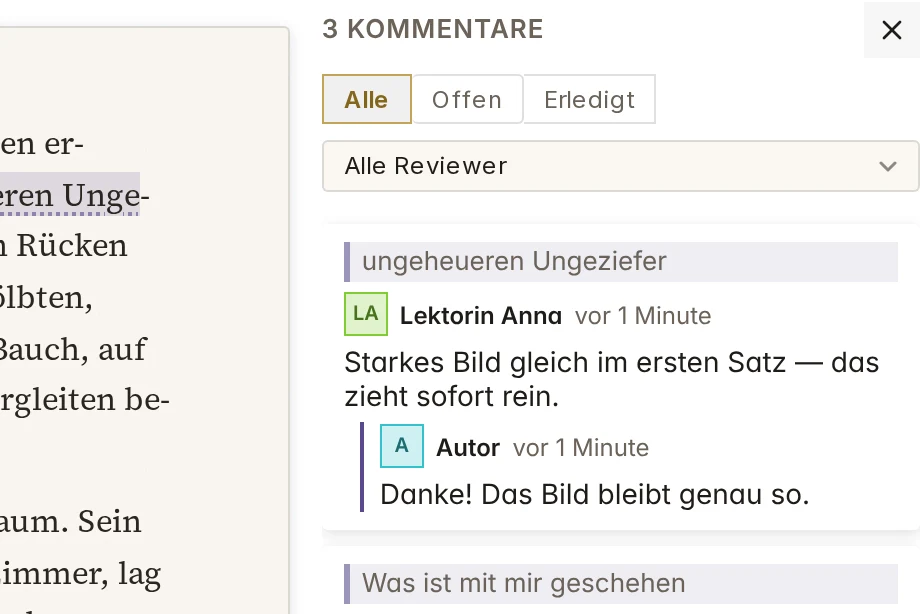 en er-
eren Unge-
Rücken
ölbten,
Bauch, auf
rgleiten be-
aum. Sein
immer, lag
3 KOMMENTARE
Alle Offen Erledigt
Alle Reviewer
ungeheueren Ungeziefer
LA Lektorin Anna vor 1 Minute
Starkes Bild gleich im ersten Satz — das
zieht sofort rein.
A Autor vor 1 Minute
Danke! Das Bild bleibt genau so.
Was ist mit mir geschehen